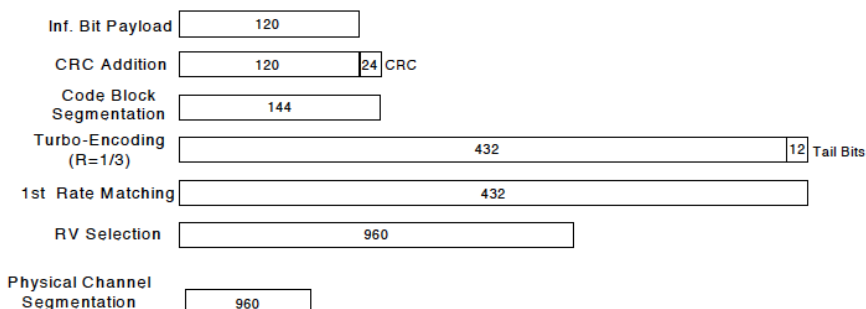 Inf. Bit Payload 120
CRC Addition 120 24 CRC
Code Block
Segmentation 144
Turbo-Encoding
(R=1/3) 432 12 Tail Bits
1st Rate Matching 432
RV Selection 960
Physical Channel
Segmentation 960